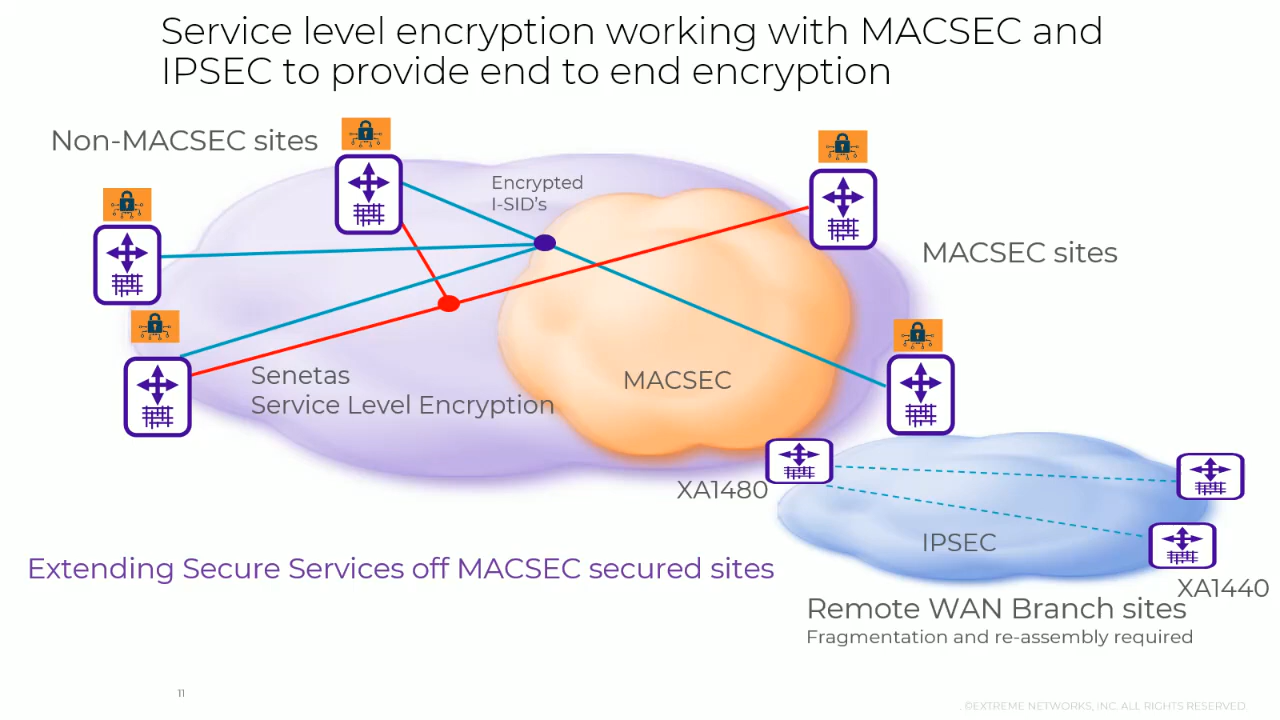 Service level encryption working with MACSEC and
IPSEC to provide end to end encryption
Non-MACSEC sites
Encrypted
I-SID's
MACSEC sites
Senetas
Service Level Encryption
MACSEC
XA1480
IPSEC
Extending Secure Services off MACSEC secured sites
XA1440
Remote WAN Branch sites
Fragmentation and re-assembly required
11
. ©EXTREME NETWORKS, INC. ALL RIGHTS RESERVED